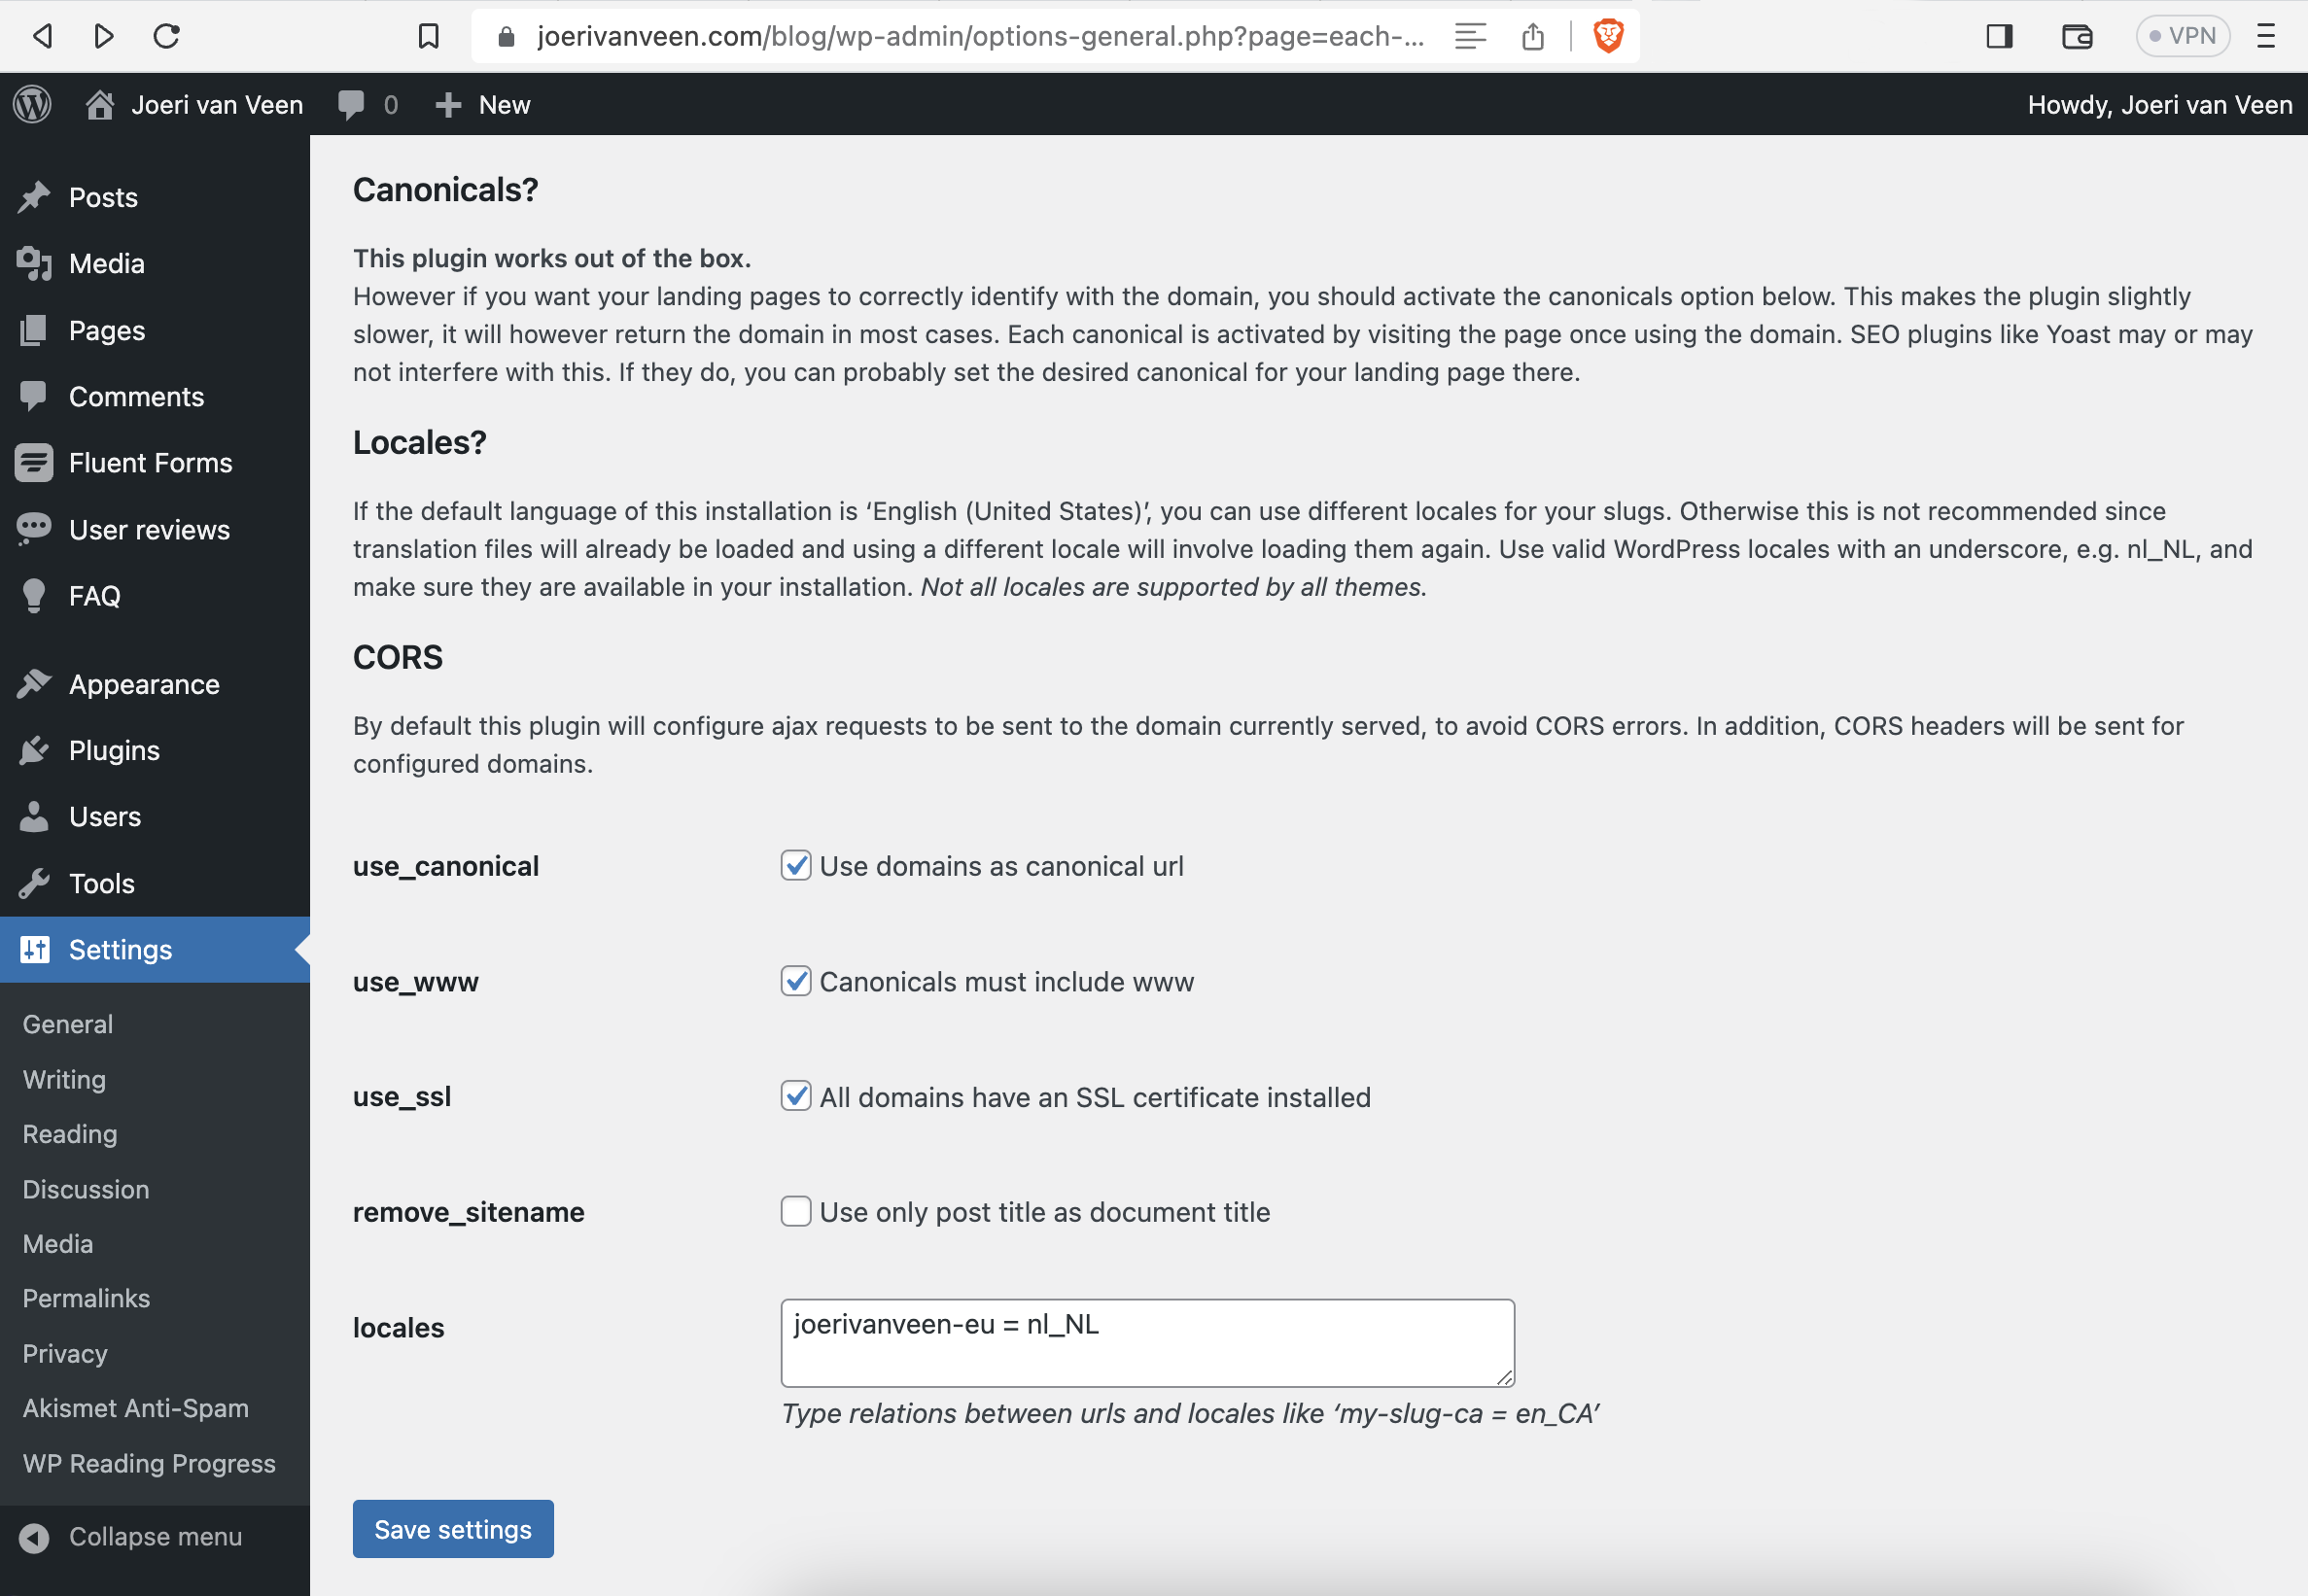 joerivanveen.com/blog/wp-admin/options-general.php?page=each-...
VPN
Joeri van Veen
0
New
Howdy, Joeri van Veen
Posts
Media
Pages
Comments
Fluent Forms
User reviews
FAQ
Appearance
Plugins
Users
Tools
Settings
General
Writing
Reading
Discussion
Media
Permalinks
Privacy
Akismet Anti-Spam
WP Reading Progress
Collapse menu
Canonicals?
This plugin works out of the box.
However if you want your landing pages to correctly identify with the domain, you should activate the canonicals option below. This makes the plugin slightly
slower, it will however return the domain in most cases. Each canonical is activated by visiting the page once using the domain. SEO plugins like Yoast may or may
not interfere with this. If they do, you can probably set the desired canonical for your landing page there.
Locales?
If the default language of this installation is ‘English (United States)’, you can use different locales for your slugs. Otherwise this is not recommended since
translation files will already be loaded and using a different locale will involve loading them again. Use valid WordPress locales with an underscore, e.g. nl_NL, and
make sure they are available in your installation. Not all locales are supported by all themes.
CORS
By default this plugin will configure ajax requests to be sent to the domain currently served, to avoid CORS errors. In addition, CORS headers will be sent for
configured domains.
use_canonical
Use domains as canonical url
use_www
Canonicals must include www
use_ssl
All domains have an SSL certificate installed
remove_sitename
Use only post title as document title
locales
joerivanveen-eu = nl_NL
Type relations between urls and locales like ‘my-slug-ca = en_CA’
Save settings